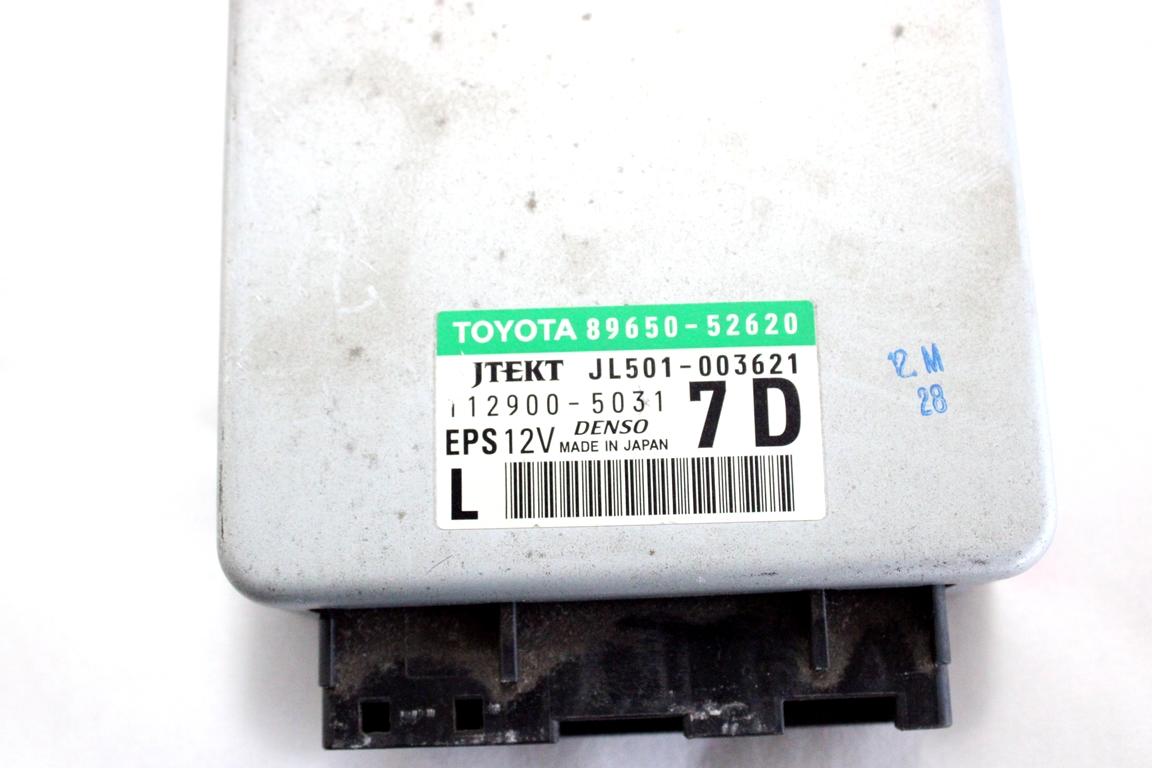 TOYOTA 89650-52620
JTEKT JL501-003621
112900-5031
7D
DENSO
EPS 12V MADE IN JAPAN
L
12.M
28